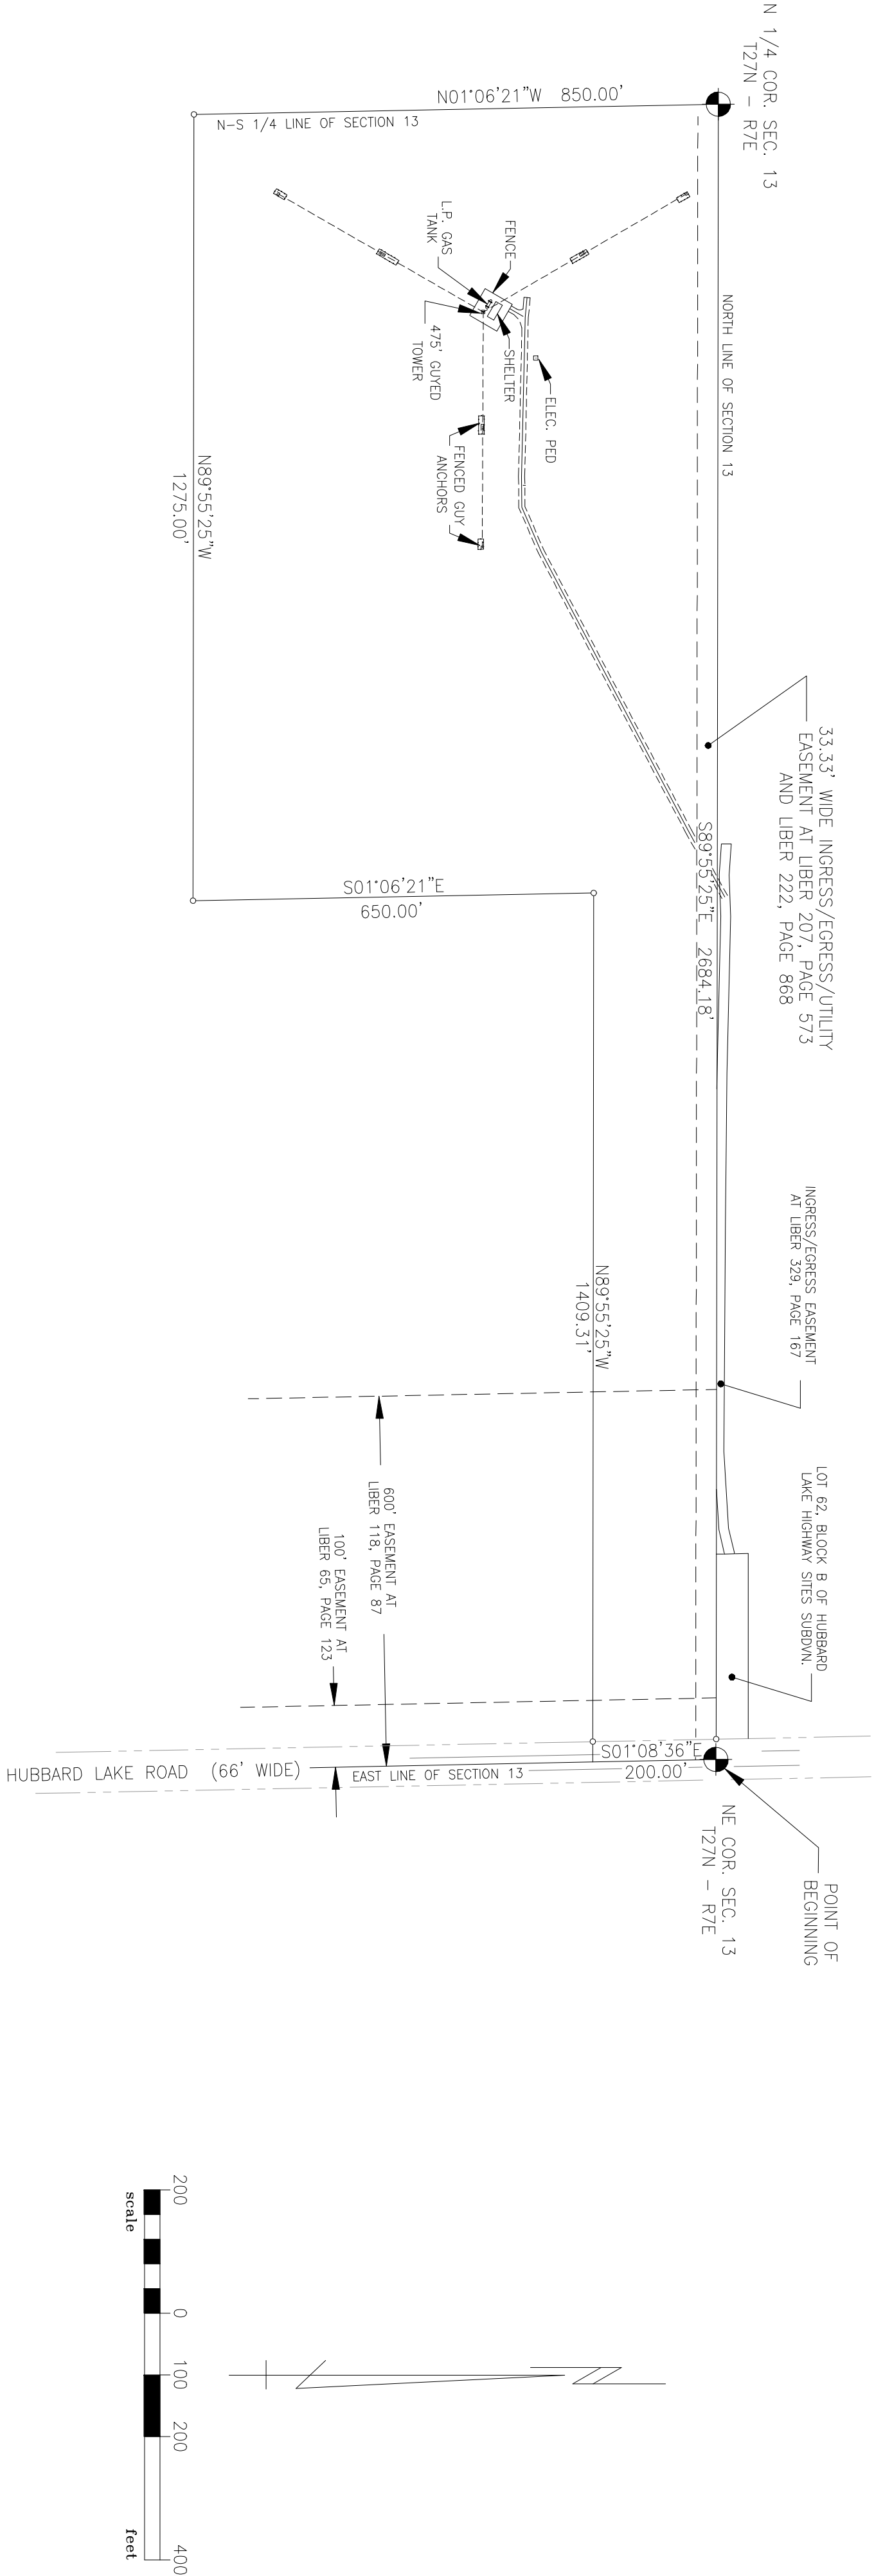 N 1/4 COR. SEC. 13
T27N - R7E
N01°06'21"W 850.00'
N-S 1/4 LINE OF SECTION 13
NORTH LINE OF SECTION 13
FENCE
L.P. GAS
TANK
SHELTER
475' GUYED
TOWER
ELEC. PED
FENCED GUY
ANCHORS
N89°55'25"W
1275.00'
33.33' WIDE INGRESS/EGRESS/UTILITY
EASEMENT AT LIBER 207, PAGE 573
AND LIBER 222, PAGE 868
S89°55'25"E 2684.18'
S01°06'21"E
650.00'
N89°55'25"W
1409.31'
INGRESS/EGRESS EASEMENT
AT LIBER 329, PAGE 167
LOT 62, BLOCK B OF HUBBARD
LAKE HIGHWAY SITES SUBDVN.
600' EASEMENT AT
LIBER 118, PAGE 87
100' EASEMENT AT
LIBER 65, PAGE 123
S01°08'36"E
200.00'
HUBBARD LAKE ROAD (66' WIDE)
EAST LINE OF SECTION 13
NE COR. SEC. 13
T27N - R7E
POINT OF
BEGINNING
N
200 0 100 200 400
scale feet